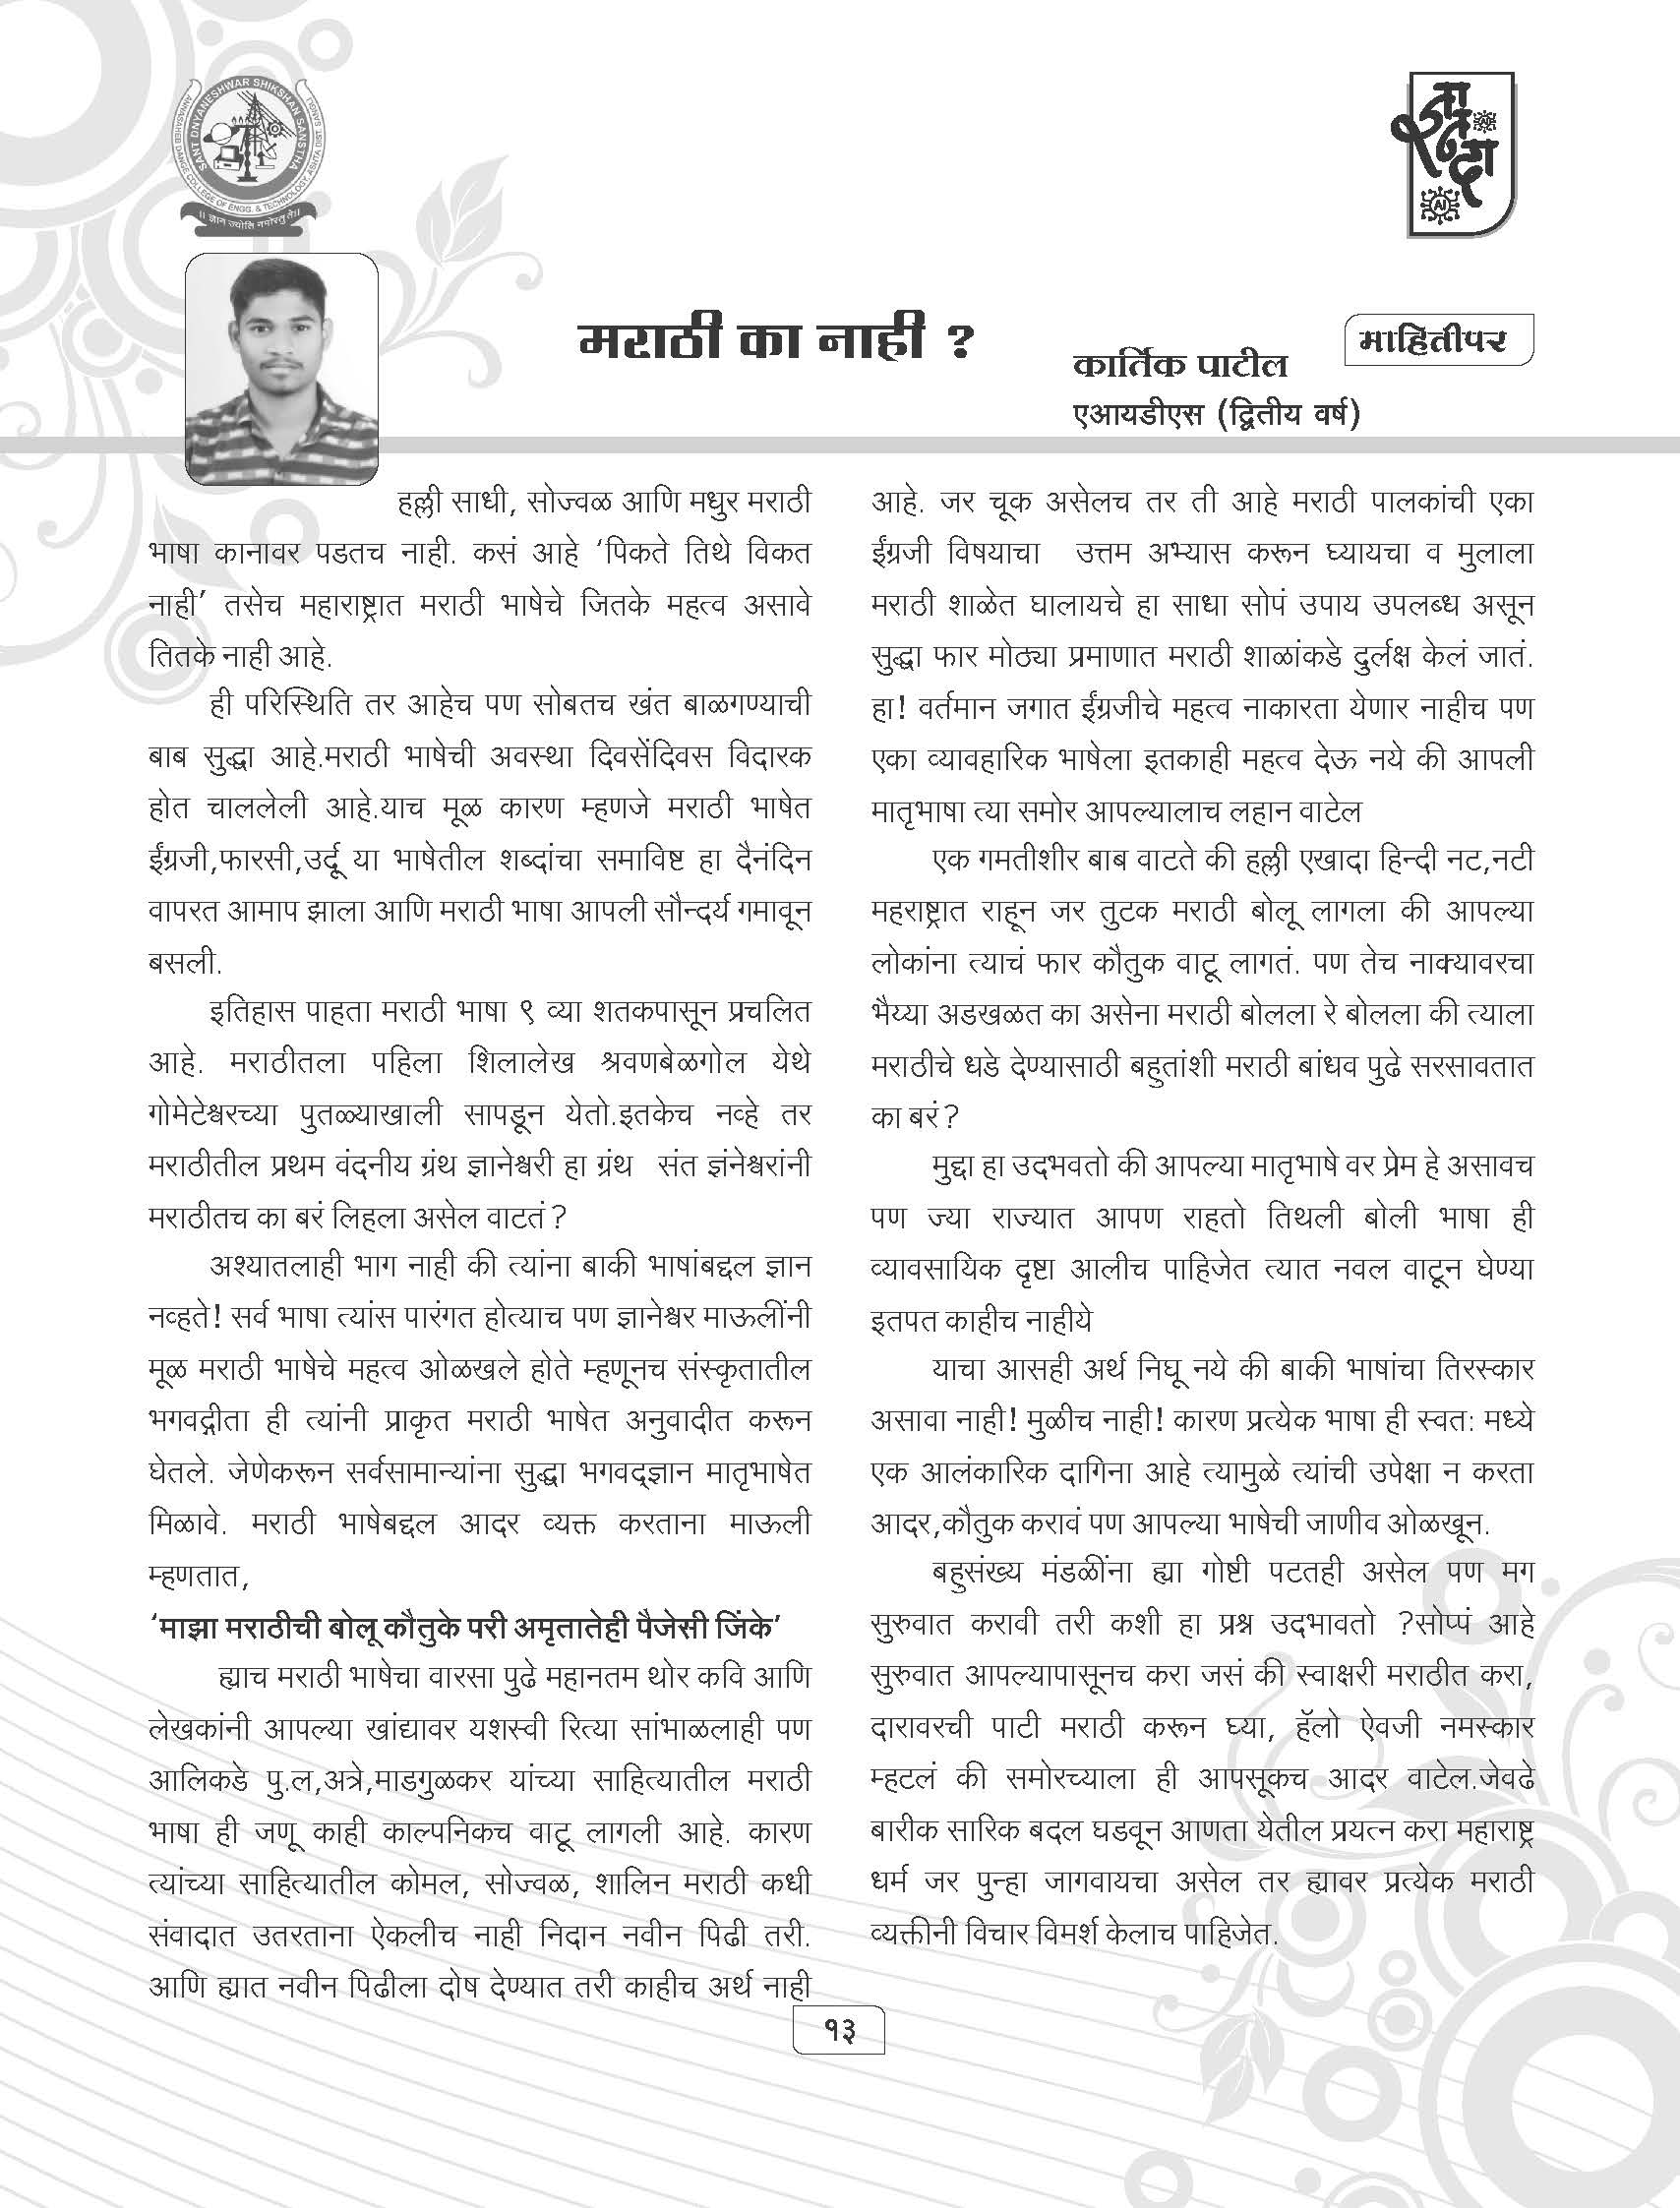 SANT DNYANESHWAR SHIKSHAN SANSTHA
ANNASAHEB DANGE COLLEGE OF ENGG. & TECHNOLOGY, ASHTA DIST. SANGLI
AI
AI
मराठी का नाही ?
माहितीपर
कार्तिक पाटील
एआयडीएस (द्वितीय वर्ष)
हल्ली साधी, सोज्वळ आणि मधुर मराठी
भाषा कानावर पडतच नाही. कसं आहे ‘पिकते तिथे विकत
नाही’ तसेच महाराष्ट्रात मराठी भाषेचे जितके महत्व असावे
तितके नाही आहे.
ही परिस्थिति तर आहेच पण सोबतच खंत बाळगण्याची
बाब सुद्धा आहे.मराठी भाषेची अवस्था दिवसेंदिवस विदारक
होत चाललेली आहे.याच मूळ कारण म्हणजे मराठी भाषेत
ईंग्रजी,फारसी,उर्दू या भाषेतील शब्दांचा समाविष्ट हा दैनंदिन
वापरत आमाप झाला आणि मराठी भाषा आपली सौन्दर्य गमावून
बसली.
इतिहास पाहता मराठी भाषा ९ व्या शतकपासून प्रचलित
आहे. मराठीतला पहिला शिलालेख श्रवणबेळगोल येथे
गोमेटेश्वरच्या पुतळ्याखाली सापडून येतो.इतकेच नव्हे तर
मराठीतील प्रथम वंदनीय ग्रंथ ज्ञानेश्वरी हा ग्रंथ संत ज्ञंनेश्वरांनी
मराठीतच का बरं लिहला असेल वाटतं ?
अश्यातलाही भाग नाही की त्यांना बाकी भाषांबद्दल ज्ञान
नव्हते! सर्व भाषा त्यांस पारंगत होत्याच पण ज्ञानेश्वर माऊलींनी
मूळ मराठी भाषेचे महत्व ओळखले होते म्हणूनच संस्कृतातील
भगवद्गीता ही त्यांनी प्राकृत मराठी भाषेत अनुवादीत करून
घेतले. जेणेकरून सर्वसामान्यांना सुद्धा भगवद्ज्ञान मातृभाषेत
मिळावे. मराठी भाषेबद्दल आदर व्यक्त करताना माऊली
म्हणतात,
‘माझा मराठीची बोलू कौतुके परी अमृतातेही पैजेसी जिंके’
ह्याच मराठी भाषेचा वारसा पुढे महानतम थोर कवि आणि
लेखकांनी आपल्या खांद्यावर यशस्वी रित्या सांभाळलाही पण
आलिकडे पु.ल,अत्रे,माडगुळकर यांच्या साहित्यातील मराठी
भाषा ही जणू काही काल्पनिकच वाटू लागली आहे. कारण
त्यांच्या साहित्यातील कोमल, सोज्वळ, शालिन मराठी कधी
संवादात उतरताना ऐकलीच नाही निदान नवीन पिढी तरी.
आणि ह्यात नवीन पिढीला दोष देण्यात तरी काहीच अर्थ नाही
आहे. जर चूक असेलच तर ती आहे मराठी पालकांची एका
ईंग्रजी विषयाचा उत्तम अभ्यास करून घ्यायचा व मुलाला
मराठी शाळेत घालायचे हा साधा सोपं उपाय उपलब्ध असून
सुद्धा फार मोठ्या प्रमाणात मराठी शाळांकडे दुर्लक्ष केलं जातं.
हा! वर्तमान जगात ईंग्रजीचे महत्व नाकारता येणार नाहीच पण
एका व्यावहारिक भाषेला इतकाही महत्व देऊ नये की आपली
मातृभाषा त्या समोर आपल्यालाच लहान वाटेल
एक गमतीशीर बाब वाटते की हल्ली एखादा हिन्दी नट,नटी
महराष्ट्रात राहून जर तुटक मराठी बोलू लागला की आपल्या
लोकांना त्याचं फार कौतुक वाटू लागतं. पण तेच नाक्यावरचा
भैय्या अडखळत का असेना मराठी बोलला रे बोलला की त्याला
मराठीचे धडे देण्यासाठी बहुतांशी मराठी बांधव पुढे सरसावतात
का बरं ?
मुद्दा हा उदभवतो की आपल्या मातृभाषे वर प्रेम हे असावच
पण ज्या राज्यात आपण राहतो तिथली बोली भाषा ही
व्यावसायिक दृष्टा आलीच पाहिजेत त्यात नवल वाटून घेण्या
इतपत काहीच नाहीये
याचा आसही अर्थ निघू नये की बाकी भाषांचा तिरस्कार
असावा नाही! मुळीच नाही! कारण प्रत्येक भाषा ही स्वतः मध्ये
एक आलंकारिक दागिना आहे त्यामुळे त्यांची उपेक्षा न करता
आदर,कौतुक करावं पण आपल्या भाषेची जाणीव ओळखून.
बहुसंख्य मंडळींना ह्या गोष्टी पटतही असेल पण मग
सुरुवात करावी तरी कशी हा प्रश्न उदभावतो ?सोप्पं आहे
सुरुवात आपल्यापासूनच करा जसं की स्वाक्षरी मराठीत करा,
दारावरची पाटी मराठी करून घ्या, हॅलो ऐवजी नमस्कार
म्हटलं की समोरच्याला ही आपसूकच आदर वाटेल.जेवढे
बारीक सारिक बदल घडवून आणता येतील प्रयत्न करा महाराष्ट्र
धर्म जर पुन्हा जागवायचा असेल तर ह्यावर प्रत्येक मराठी
व्यक्तीनी विचार विमर्श केलाच पाहिजेत.
१३